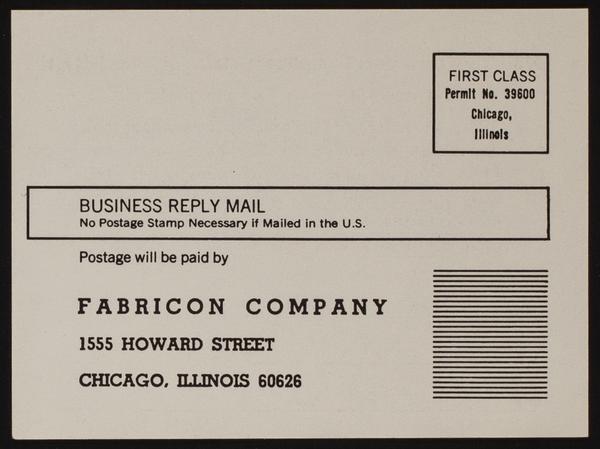 FIRST CLASS
Permit No. 39600
Chicago,
Illinois
BUSINESS REPLY MAIL
No Postage Stamp Necessary if Mailed in the U.S.
Postage will be paid by
FABRICON COMPANY
1555 HOWARD STREET
CHICAGO, ILLINOIS 60626